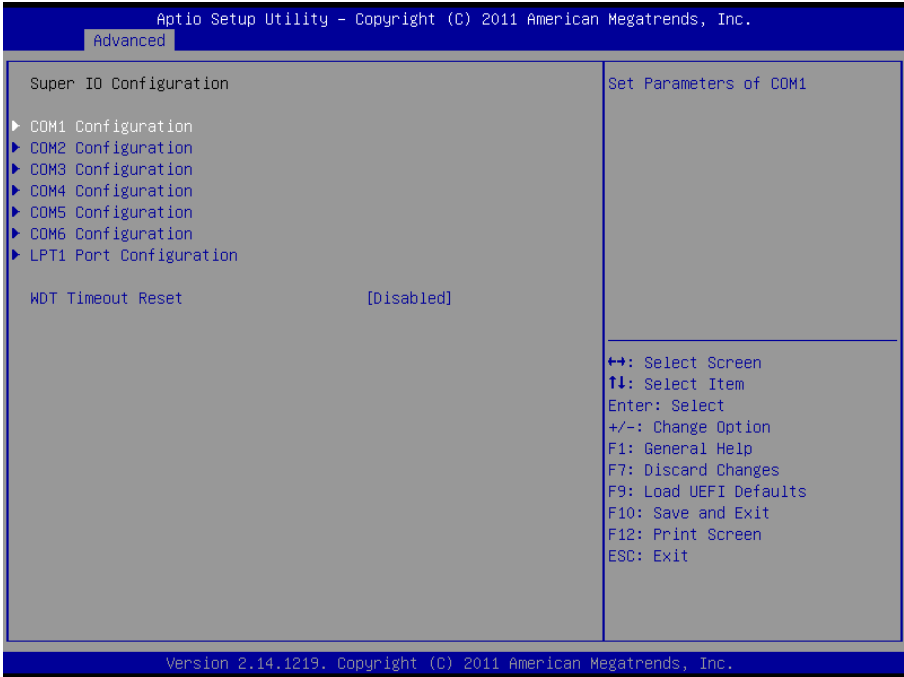 Aptio Setup Utility – Copyright (C) 2011 American Megatrends, Inc.
Advanced
Super IO Configuration
COM1 Configuration
COM2 Configuration
COM3 Configuration
COM4 Configuration
COM5 Configuration
COM6 Configuration
LPT1 Port Configuration
WDT Timeout Reset [Disabled]
Set Parameters of COM1
↔: Select Screen
↑↓: Select Item
Enter: Select
+/-: Change Option
F1: General Help
F7: Discard Changes
F9: Load UEFI Defaults
F10: Save and Exit
F12: Print Screen
ESC: Exit
Version 2.14.1219. Copyright (C) 2011 American Megatrends, Inc.